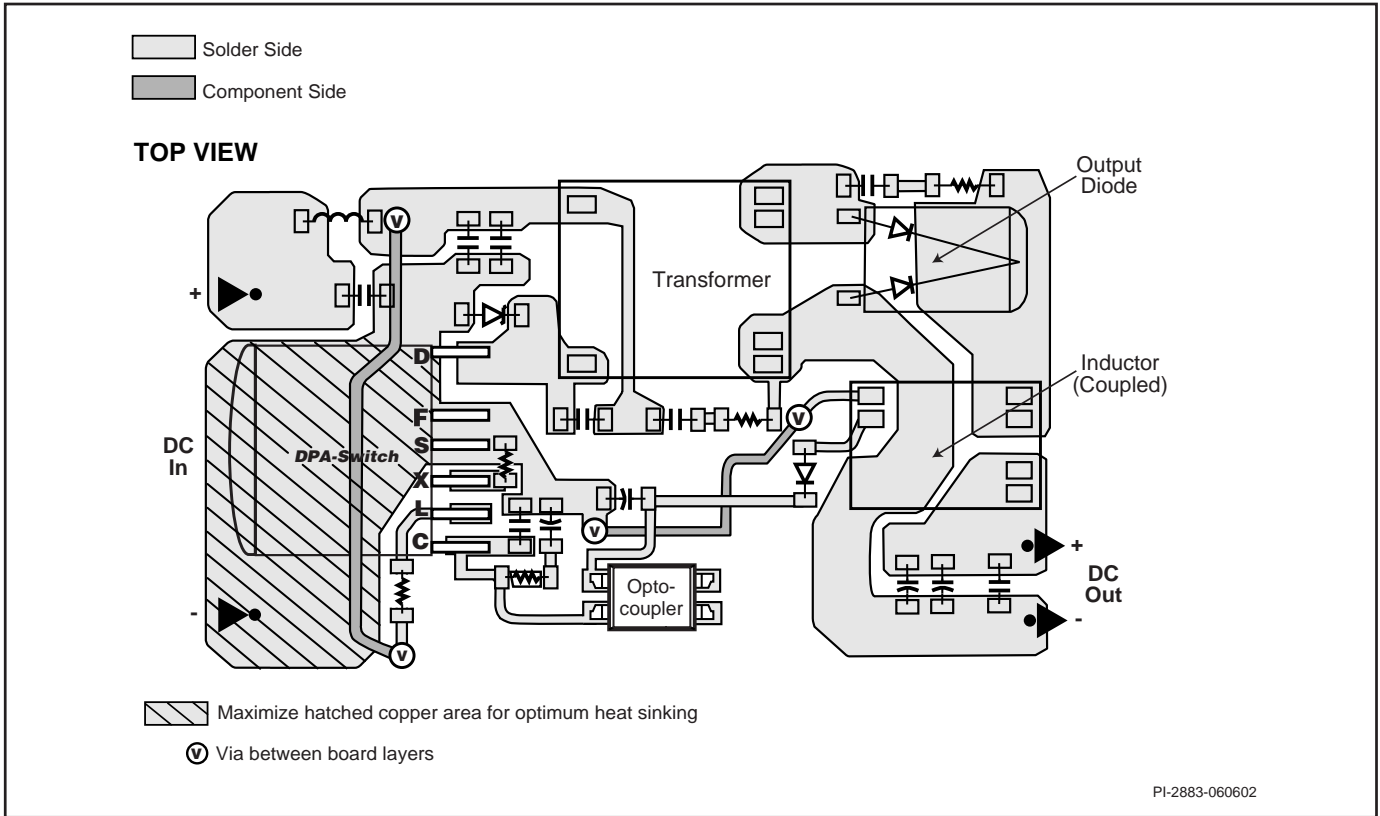 Solder Side
Component Side
TOP VIEW
Output
Diode
V
Transformer
+
D
Inductor
(Coupled)
F
V
DC
In
S
DPA-Switch
X
L
V
C
+
DC
Out
Opto-
coupler
-
-
V
Maximize hatched copper area for optimum heat sinking
V Via between board layers
PI-2883-060602